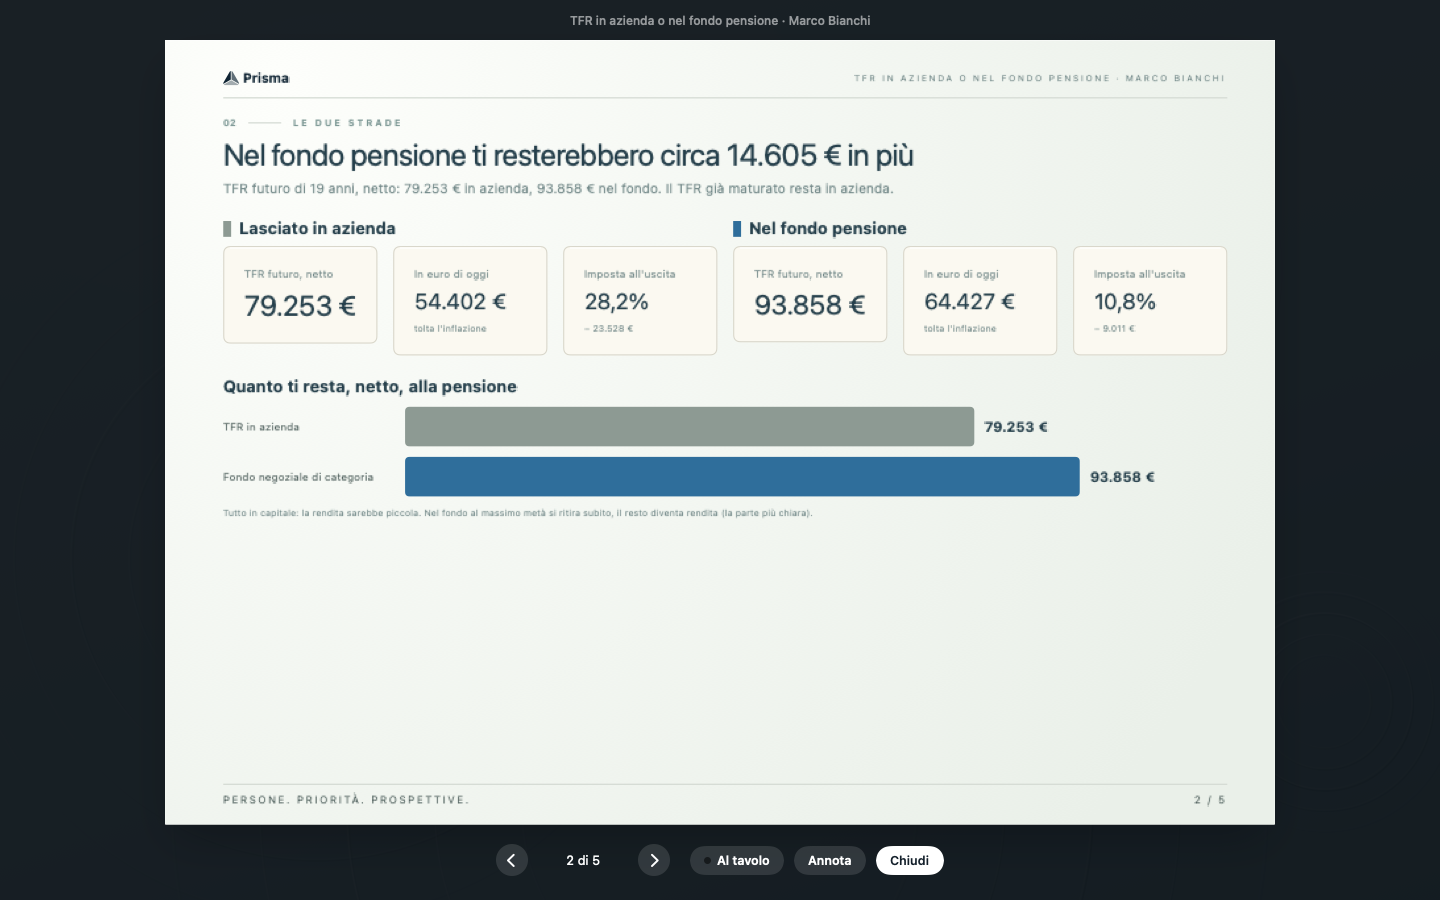 TFR in azienda o nel fondo pensione · Marco Bianchi
Prisma
TFR IN AZIENDA O NEL FONDO PENSIONE · MARCO BIANCHI
02 LE DUE STRADE
Nel fondo pensione ti resterebbero circa 14.605 € in più
TFR futuro di 19 anni, netto: 79.253 € in azienda, 93.858 € nel fondo. Il TFR già maturato resta in azienda.
Lasciato in azienda
TFR futuro, netto
79.253 €
In euro di oggi
54.402 €
tolta l'inflazione
Imposta all'uscita
28,2%
– 23.528 €
Nel fondo pensione
TFR futuro, netto
93.858 €
In euro di oggi
64.427 €
tolta l'inflazione
Imposta all'uscita
10,8%
– 9.011 €
Quanto ti resta, netto, alla pensione
TFR in azienda 79.253 €
Fondo negoziale di categoria 93.858 €
Tutto in capitale: la rendita sarebbe piccola. Nel fondo al massimo metà si ritira subito, il resto diventa rendita (la parte più chiara).
PERSONE. PRIORITÀ. PROSPETTIVE.
2 / 5
2 di 5
Al tavolo
Annota
Chiudi